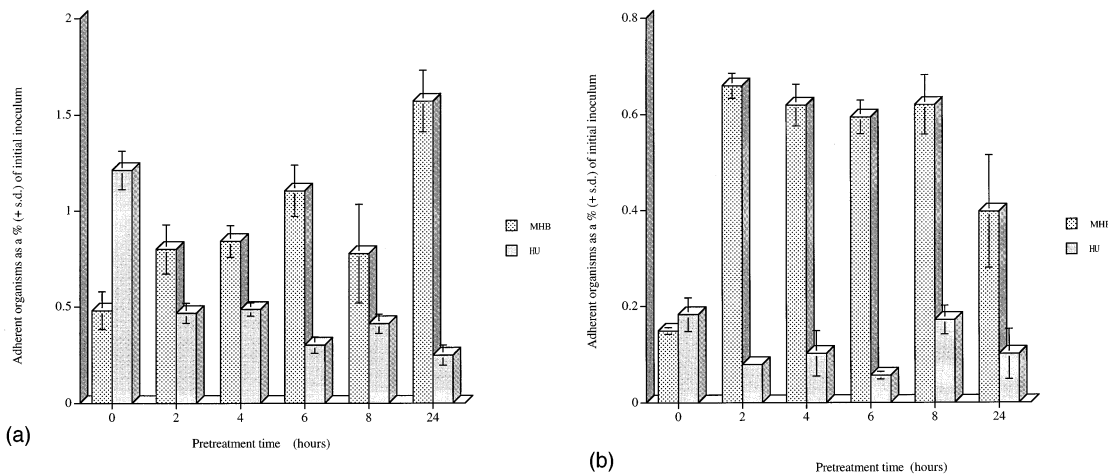 2
1.5
1
0.5
0
Adherent organisms as a % (+ s.d.) of initial inoculum
0 2 4 6 8 24
Pretreatment time (hours)
MHB
HU
(a)
0.8
0.6
0.4
0.2
0
Adherent organisms as a % (+ s.d.) of initial inoculum
0 2 4 6 8 24
Pretreatment time (hours)
MHI
HU
(b)